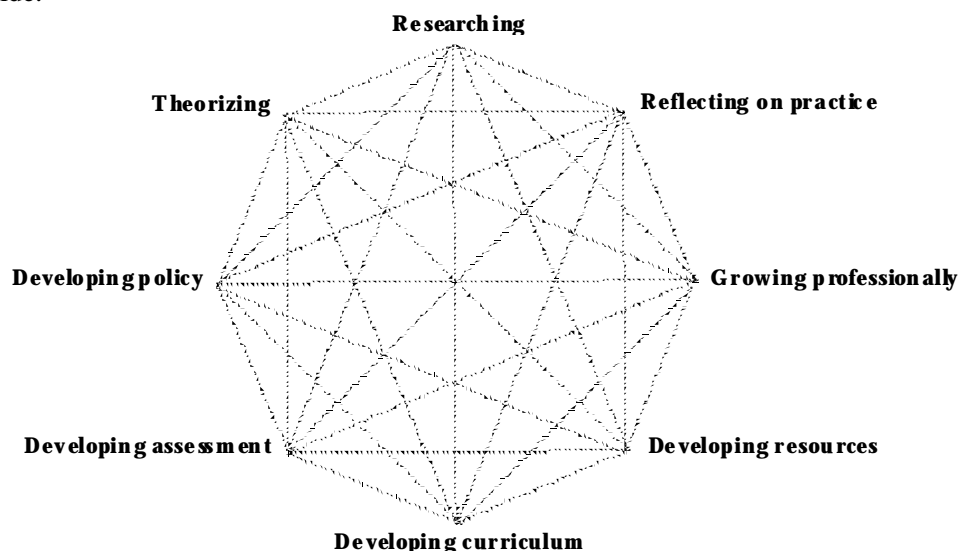 Researching
Theorizing
Reflecting on practice
Developing policy
Growing professionally
Developing assessment
Developing resources
Developing curriculum